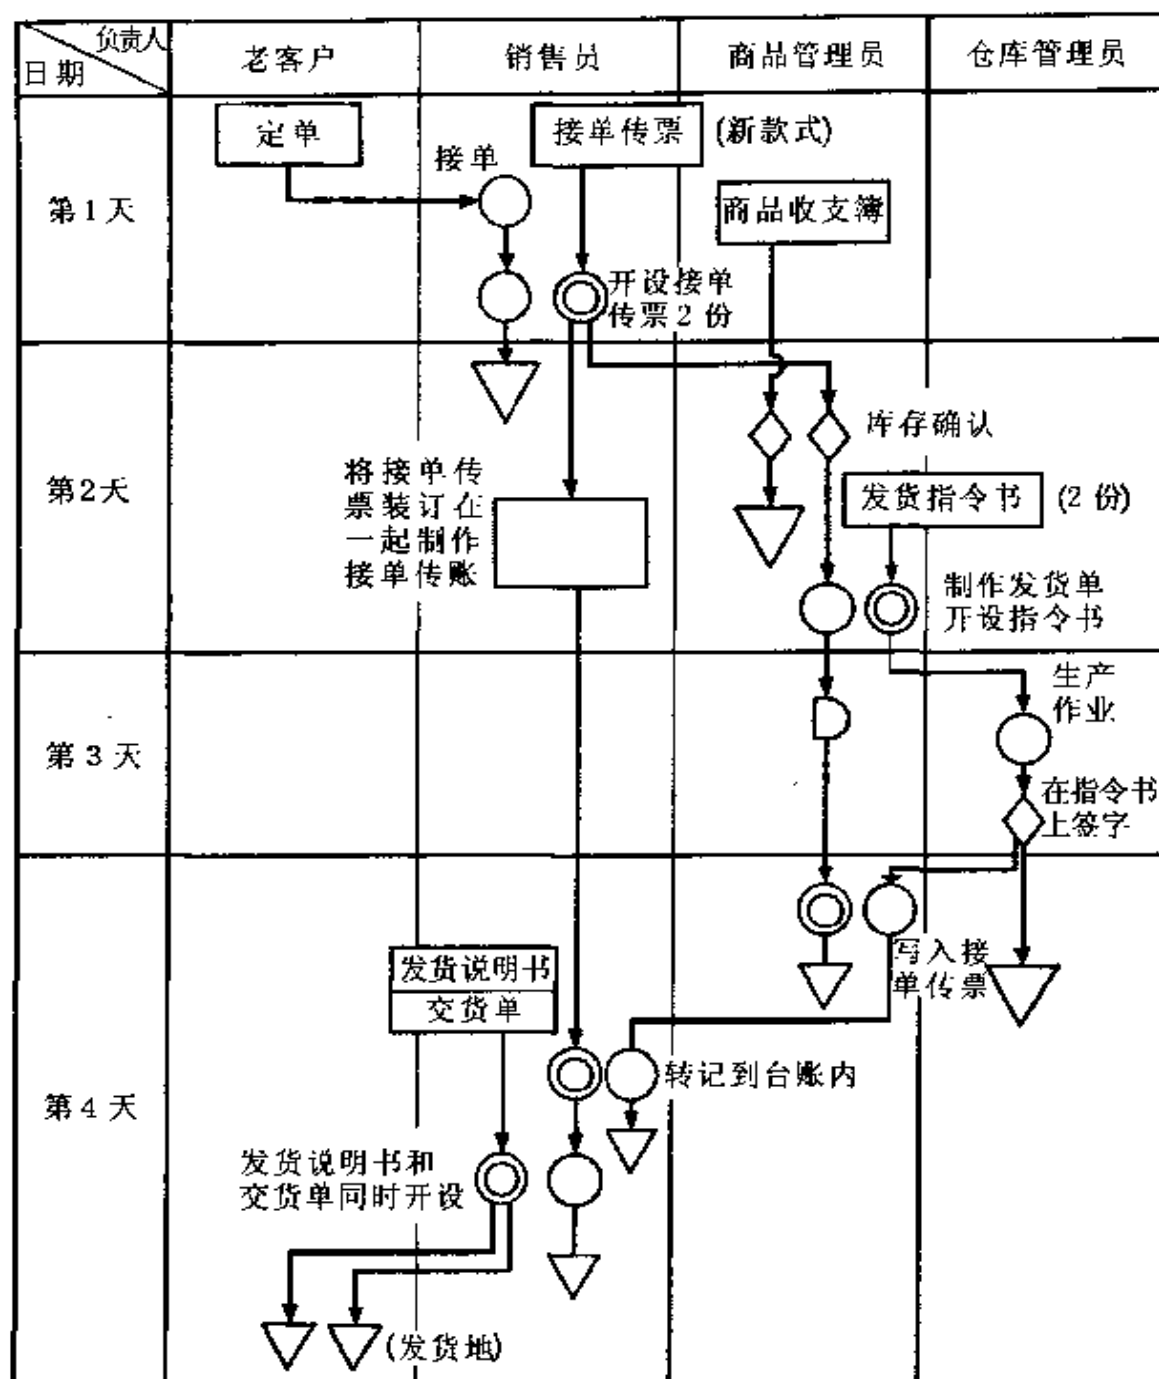 负责人
日期
老客户
销售员
商品管理员
仓库管理员
第1天
定单
接单
接单传票
(新款式)
商品收支簿
开设接单
传票2份
第2天
库存确认
将接单传
票装订在
一起制作
接单传账
发货指令书
(2份)
制作发货单
开设指令书
第3天
生产
作业
在指令书
上签字
第4天
发货说明书
交货单
写入接
单传票
转记到台账内
发货说明书和
交货单同时开设
(发货地)